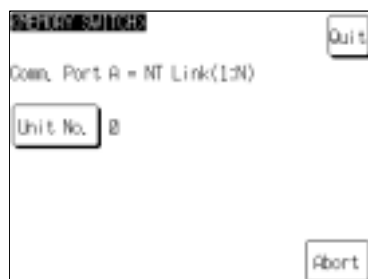 <MEMORY SWITCH>
Quit
Comm. Port A = NT Link(1:N)
Unit No. 0
Abort